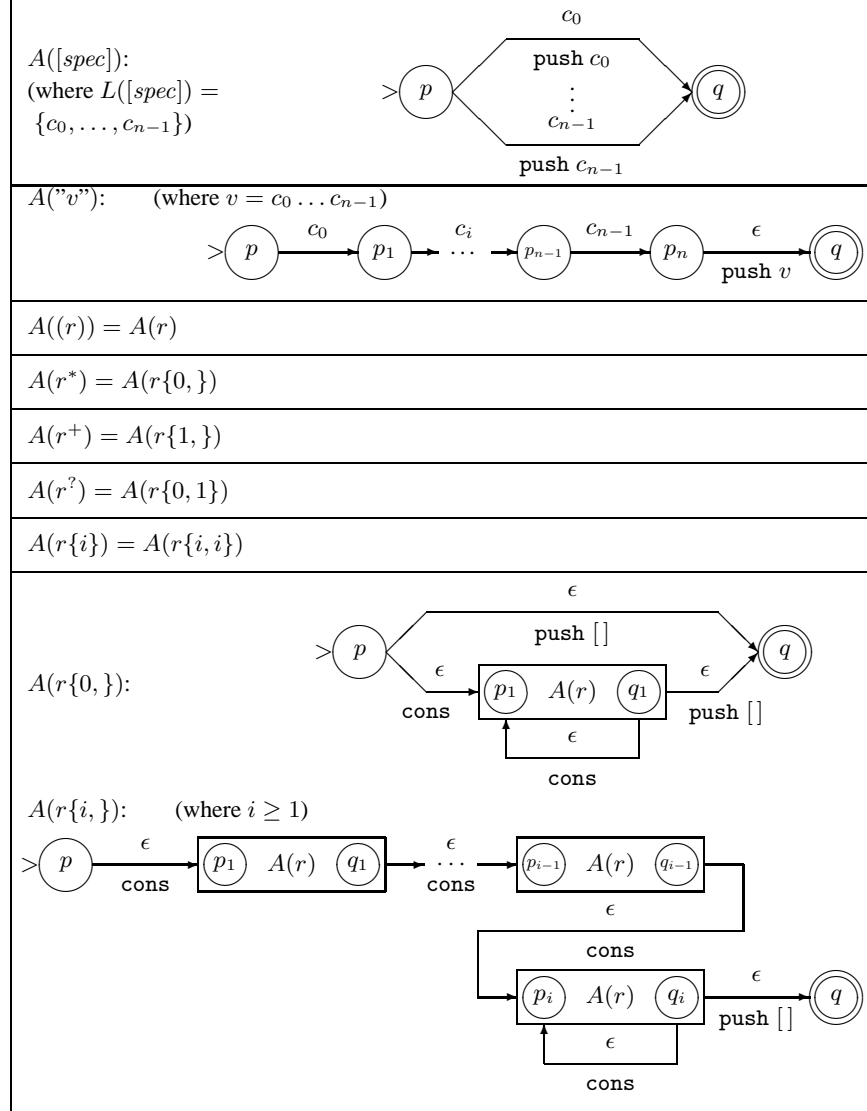 c₀
A([spec]):
push c₀
(where L([spec]) =
> p ⋮ q
{c₀, . . . , cₙ₋₁})
cₙ₋₁
push cₙ₋₁
A(”v”): (where v = c₀ . . . cₙ₋₁)
c₀ cᵢ cₙ₋₁ ϵ
> p p₁ · · · pₙ₋₁ pₙ q
push v
A((r)) = A(r)
A(r*) = A(r{0, })
A(r⁺) = A(r{1, })
A(r?) = A(r{0, 1})
A(r{i}) = A(r{i, i})
ϵ
> p push [ ] q
A(r{0, }): ϵ p₁ A(r) q₁ ϵ
cons push [ ]
ϵ
cons
A(r{i, }): (where i ≥ 1)
ϵ ϵ
> p p₁ A(r) q₁ · · · pᵢ₋₁ A(r) qᵢ₋₁
cons cons
ϵ
cons
ϵ
pᵢ A(r) qᵢ q
push [ ]
ϵ
cons